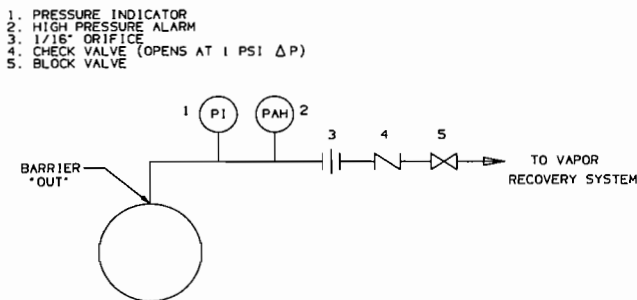 1. PRESSURE INDICATOR
2. HIGH PRESSURE ALARM
3. 1/16" ORIFICE
4. CHECK VALVE (OPENS AT 1 PSI ΔP)
5. BLOCK VALVE
1 PI PAH 2
3 4 5
BARRIER
"OUT"
TO VAPOR
RECOVERY SYSTEM